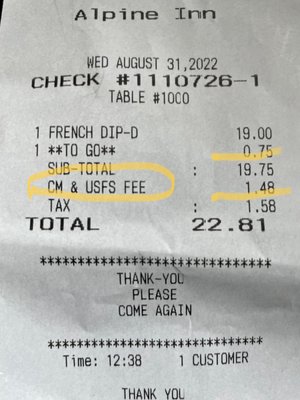 Alpine Inn
WED AUGUST 31,2022
CHECK #1110726-1
TABLE #1000
1 FRENCH DIP-D 19.00
1 **TO GO** 0.75
SUB-TOTAL : 19.75
CM & USFS FEE : 1.48
TAX : 1.58
TOTAL 22.81
******************************
THANK-YOU
PLEASE
COME AGAIN
****************************
Time: 12:38 1 CUSTOMER
THANK YOU